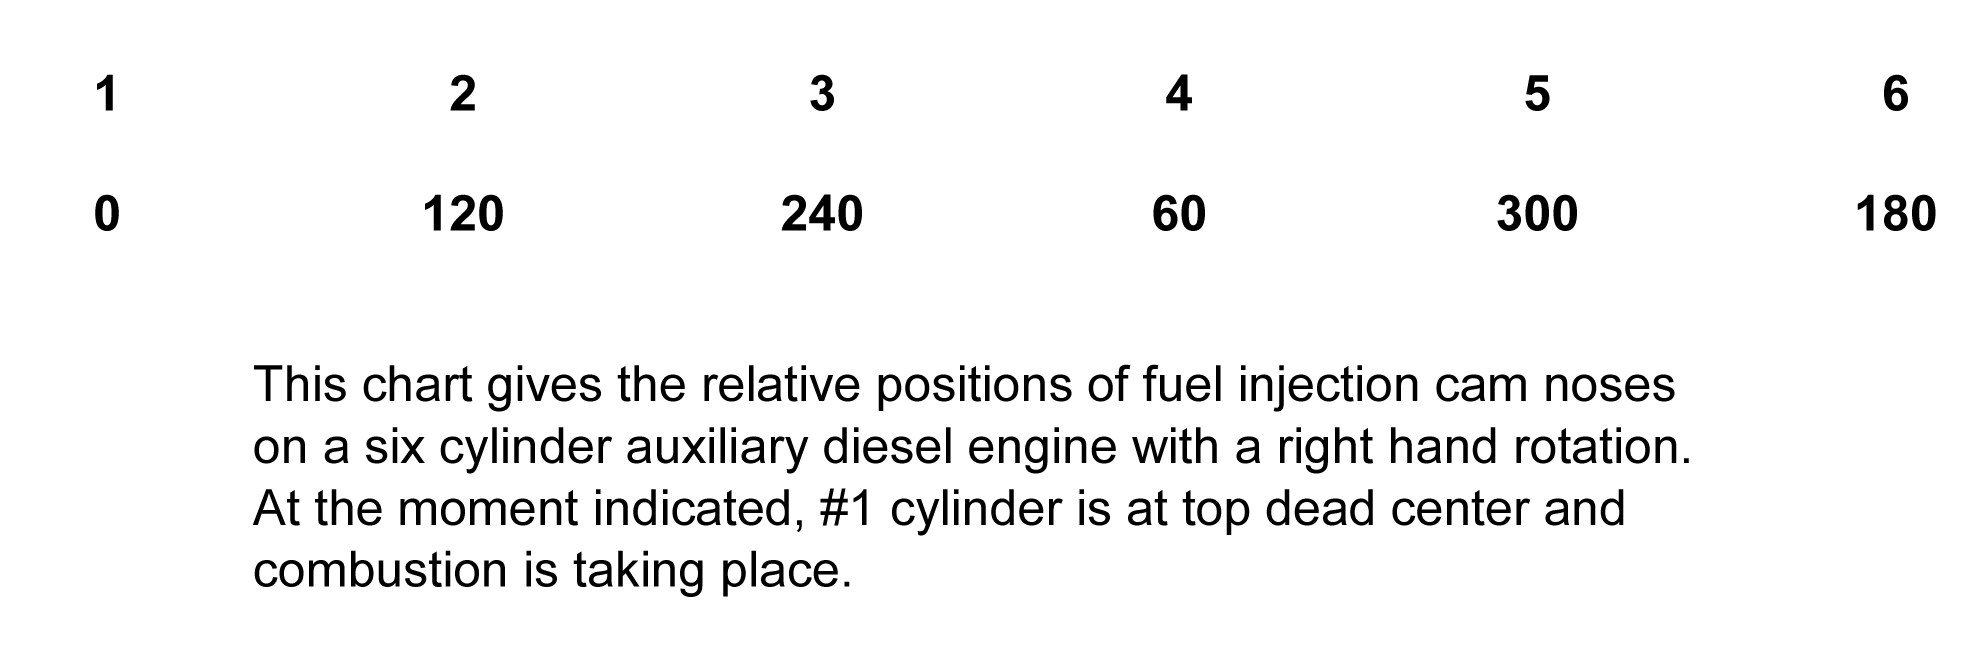 1 2 3 4 5 6
0 120 240 60 300 180
This chart gives the relative positions of fuel injection cam noses
on a six cylinder auxiliary diesel engine with a right hand rotation.
At the moment indicated, #1 cylinder is at top dead center and
combustion is taking place.